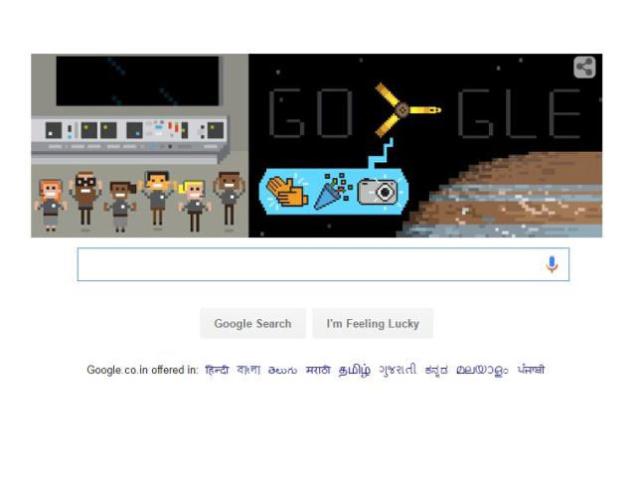 GO GLE
Google Search I'm Feeling Lucky
Google.co.in offered in: हिन्दी বাংলা తెలుగు मराठी தமிழ் ગુજરાતી ಕನ್ನಡ മലയാളം ਪੰਜਾਬੀ